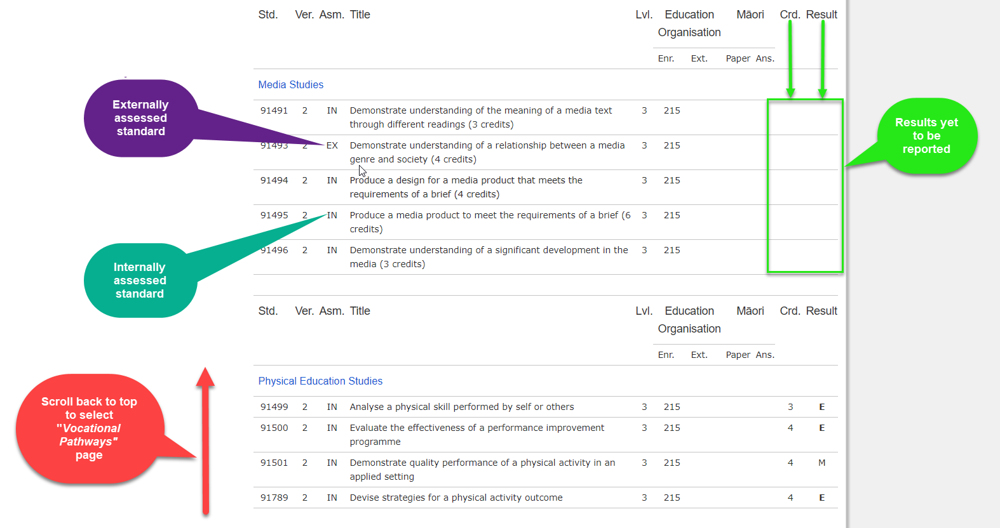 Std. Ver. Asm. Title Lvl. Education Māori Crd. Result
Organisation
Enr. Ext. Paper Ans.
Media Studies
91491 2 IN Demonstrate understanding of the meaning of a media text 3 215
through different readings (3 credits)
91493 2 EX Demonstrate understanding of a relationship between a media 3 215
genre and society (4 credits)
91494 2 IN Produce a design for a media product that meets the 3 215
requirements of a brief (4 credits)
91495 2 IN Produce a media product to meet the requirements of a brief (6 3 215
credits)
91496 2 IN Demonstrate understanding of a significant development in the 3 215
media (3 credits)
Externally
assessed
standard
Results yet
to be
reported
Internally
assessed
standard
Std. Ver. Asm. Title Lvl. Education Māori Crd. Result
Organisation
Enr. Ext. Paper Ans.
Physical Education Studies
91499 2 IN Analyse a physical skill performed by self or others 3 215 3 E
91500 2 IN Evaluate the effectiveness of a performance improvement 3 215 4 E
programme
91501 2 IN Demonstrate quality performance of a physical activity in an 3 215 4 M
applied setting
91789 2 IN Devise strategies for a physical activity outcome 3 215 4 E
Scroll back to top
to select
"Vocational
Pathways"
page